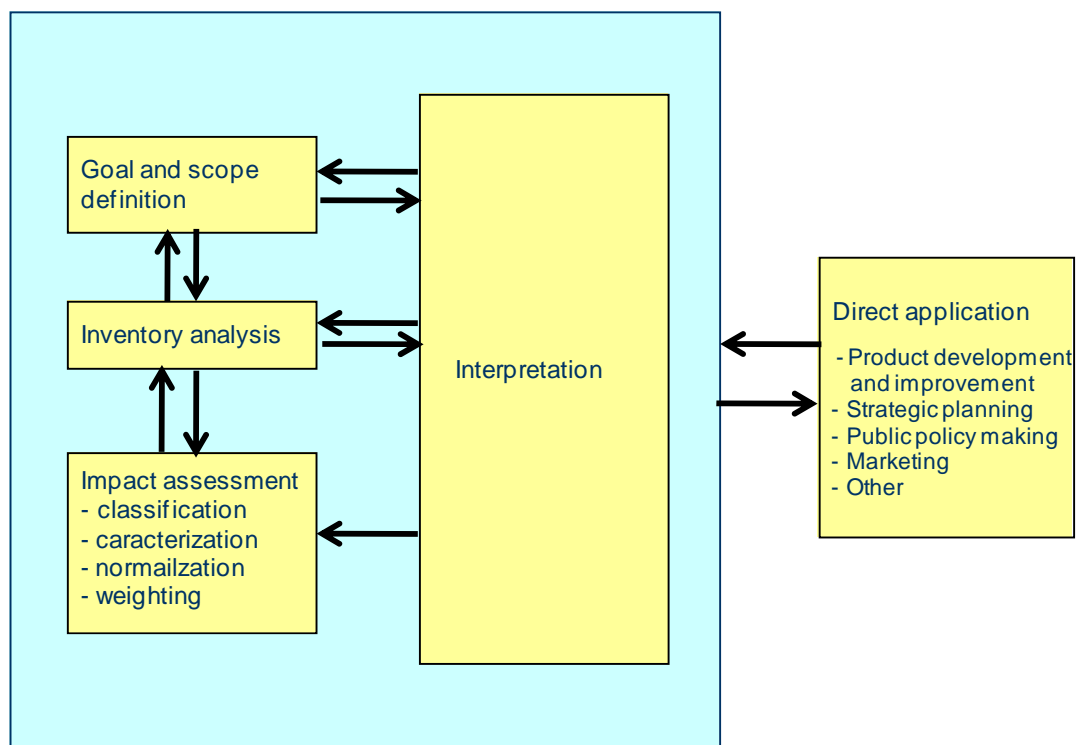 Goal and scope
definition
Inventory analysis
Impact assessment
- classification
- caracterization
- normailzation
- weighting
Interpretation
Direct application
- Product development
and improvement
- Strategic planning
- Public policy making
- Marketing
- Other